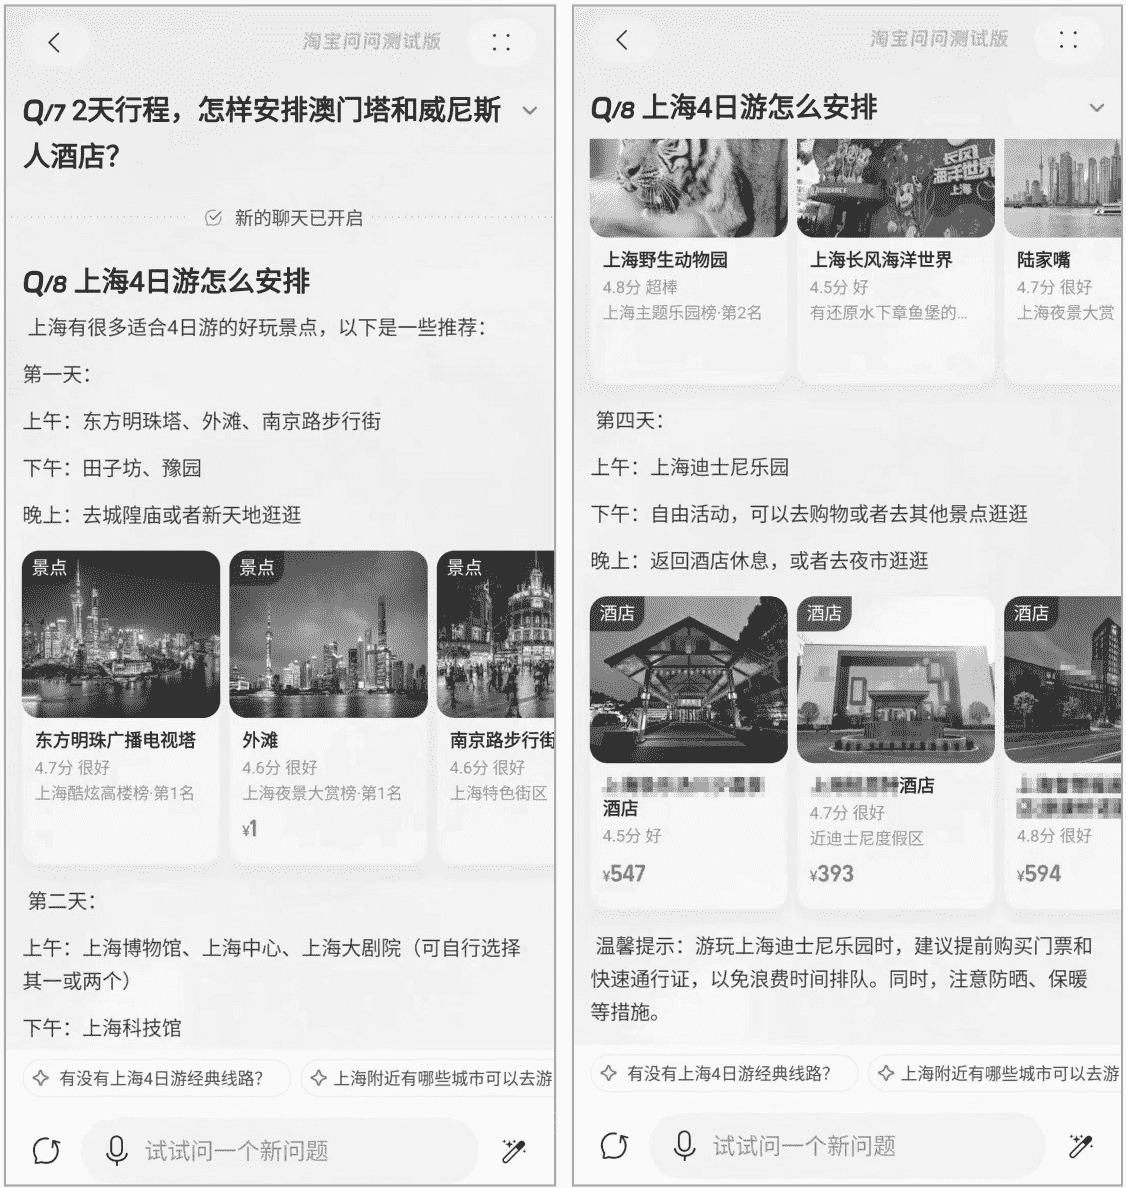 淘宝问问测试版
Q/7 2天行程，怎样安排澳门塔和威尼斯
人酒店？
新的聊天已开启
Q/8 上海4日游怎么安排
上海有很多适合4日游的好玩景点，以下是一些推荐：
第一天：
上午：东方明珠塔、外滩、南京路步行街
下午：田子坊、豫园
晚上：去城隍庙或者新天地逛逛
景点
景点
景点
东方明珠广播电视塔
外滩
南京路步行街
4.7分 很好
4.6分 很好
4.6分 很好
上海酷炫高楼榜·第1名
上海夜景大赏榜·第1名
上海特色街区
¥1
第二天：
上午：上海博物馆、上海中心、上海大剧院（可自行选择
其一或两个）
下午：上海科技馆
有没有上海4日游经典线路？
上海附近有哪些城市可以去游
试试问一个新问题
淘宝问问测试版
Q/8 上海4日游怎么安排
长风
海洋世界
上海
上海野生动物园
上海长风海洋世界
陆家嘴
4.8分 超棒
4.5分 好
4.7分 很好
上海主题乐园榜·第2名
有还原水下章鱼堡的...
上海夜景大赏
第四天：
上午：上海迪士尼乐园
下午：自由活动，可以去购物或者去其他景点逛逛
晚上：返回酒店休息，或者去夜市逛逛
酒店
酒店
酒店
酒店
4.5分 好
¥547
酒店
4.7分 很好
近迪士尼度假区
¥393
4.8分 很好
¥594
温馨提示：游玩上海迪士尼乐园时，建议提前购买门票和
快速通行证，以免浪费时间排队。同时，注意防晒、保暖
等措施。
有没有上海4日游经典线路？
上海附近有哪些城市可以去游
试试问一个新问题